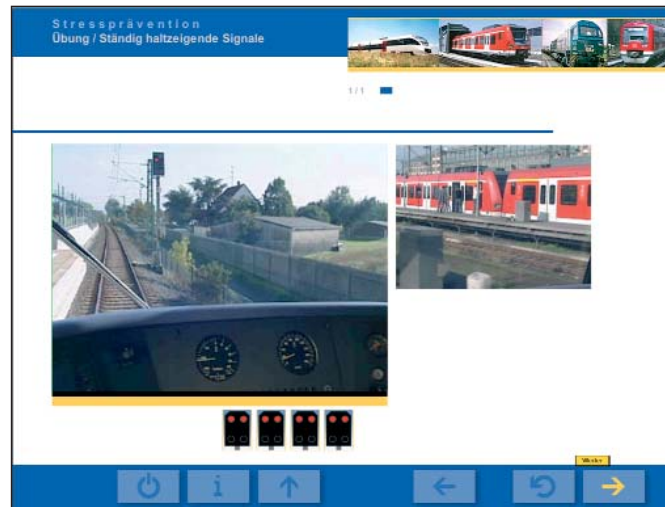 Stressprävention
Übung / Ständig haltzeigende Signale
1 / 1
Weiter